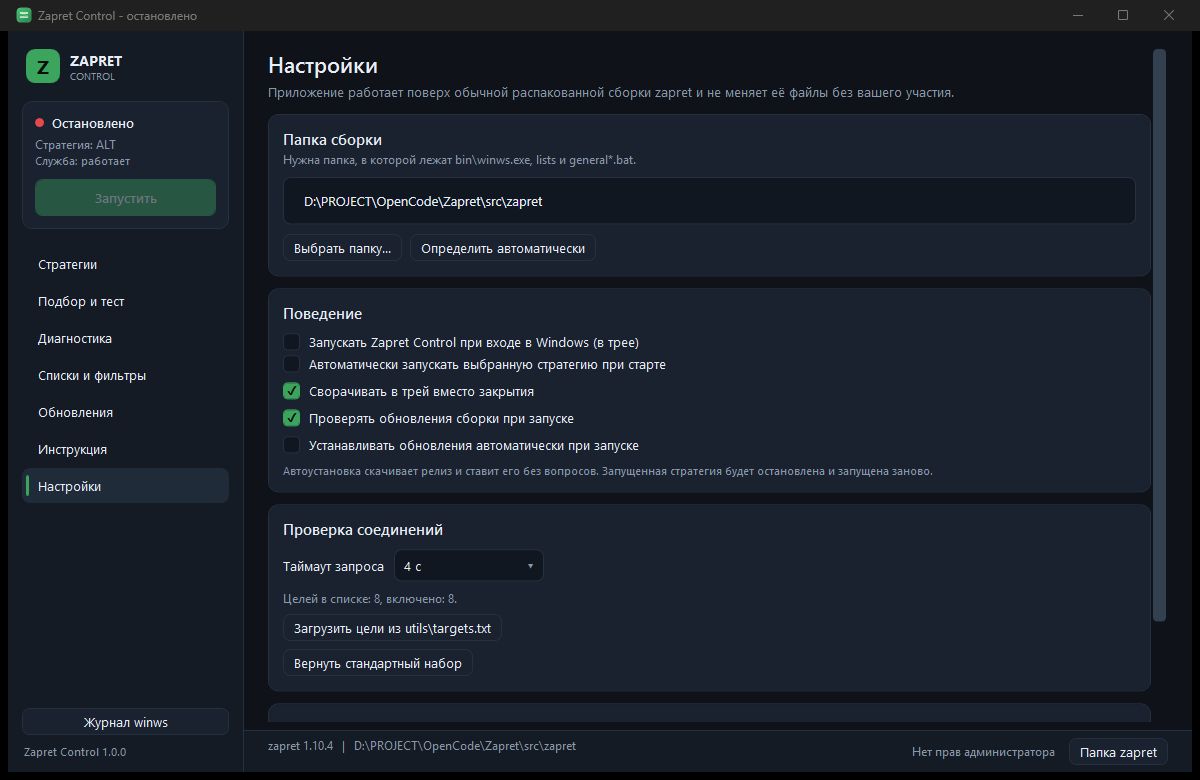 Zapret Control - остановлено
Z
ZAPRET
CONTROL
Остановлено
Стратегия: ALT
Служба: работает
Запустить
Стратегии
Подбор и тест
Диагностика
Списки и фильтры
Обновления
Инструкция
Настройки
Журнал winws
Zapret Control 1.0.0
Настройки
Приложение работает поверх обычной распакованной сборки zapret и не меняет её файлы без вашего участия.
Папка сборки
Нужна папка, в которой лежат bin\winws.exe, lists и general*.bat.
D:\PROJECT\OpenCode\Zapret\src\zapret
Выбрать папку...
Определить автоматически
Поведение
Запускать Zapret Control при входе в Windows (в трее)
Автоматически запускать выбранную стратегию при старте
Сворачивать в трей вместо закрытия
Проверять обновления сборки при запуске
Устанавливать обновления автоматически при запуске
Автоустановка скачивает релиз и ставит его без вопросов. Запущенная стратегия будет остановлена и запущена заново.
Проверка соединений
Таймаут запроса
4 с
Целей в списке: 8, включено: 8.
Загрузить цели из utils\targets.txt
Вернуть стандартный набор
zapret 1.10.4 | D:\PROJECT\OpenCode\Zapret\src\zapret
Нет прав администратора
Папка zapret